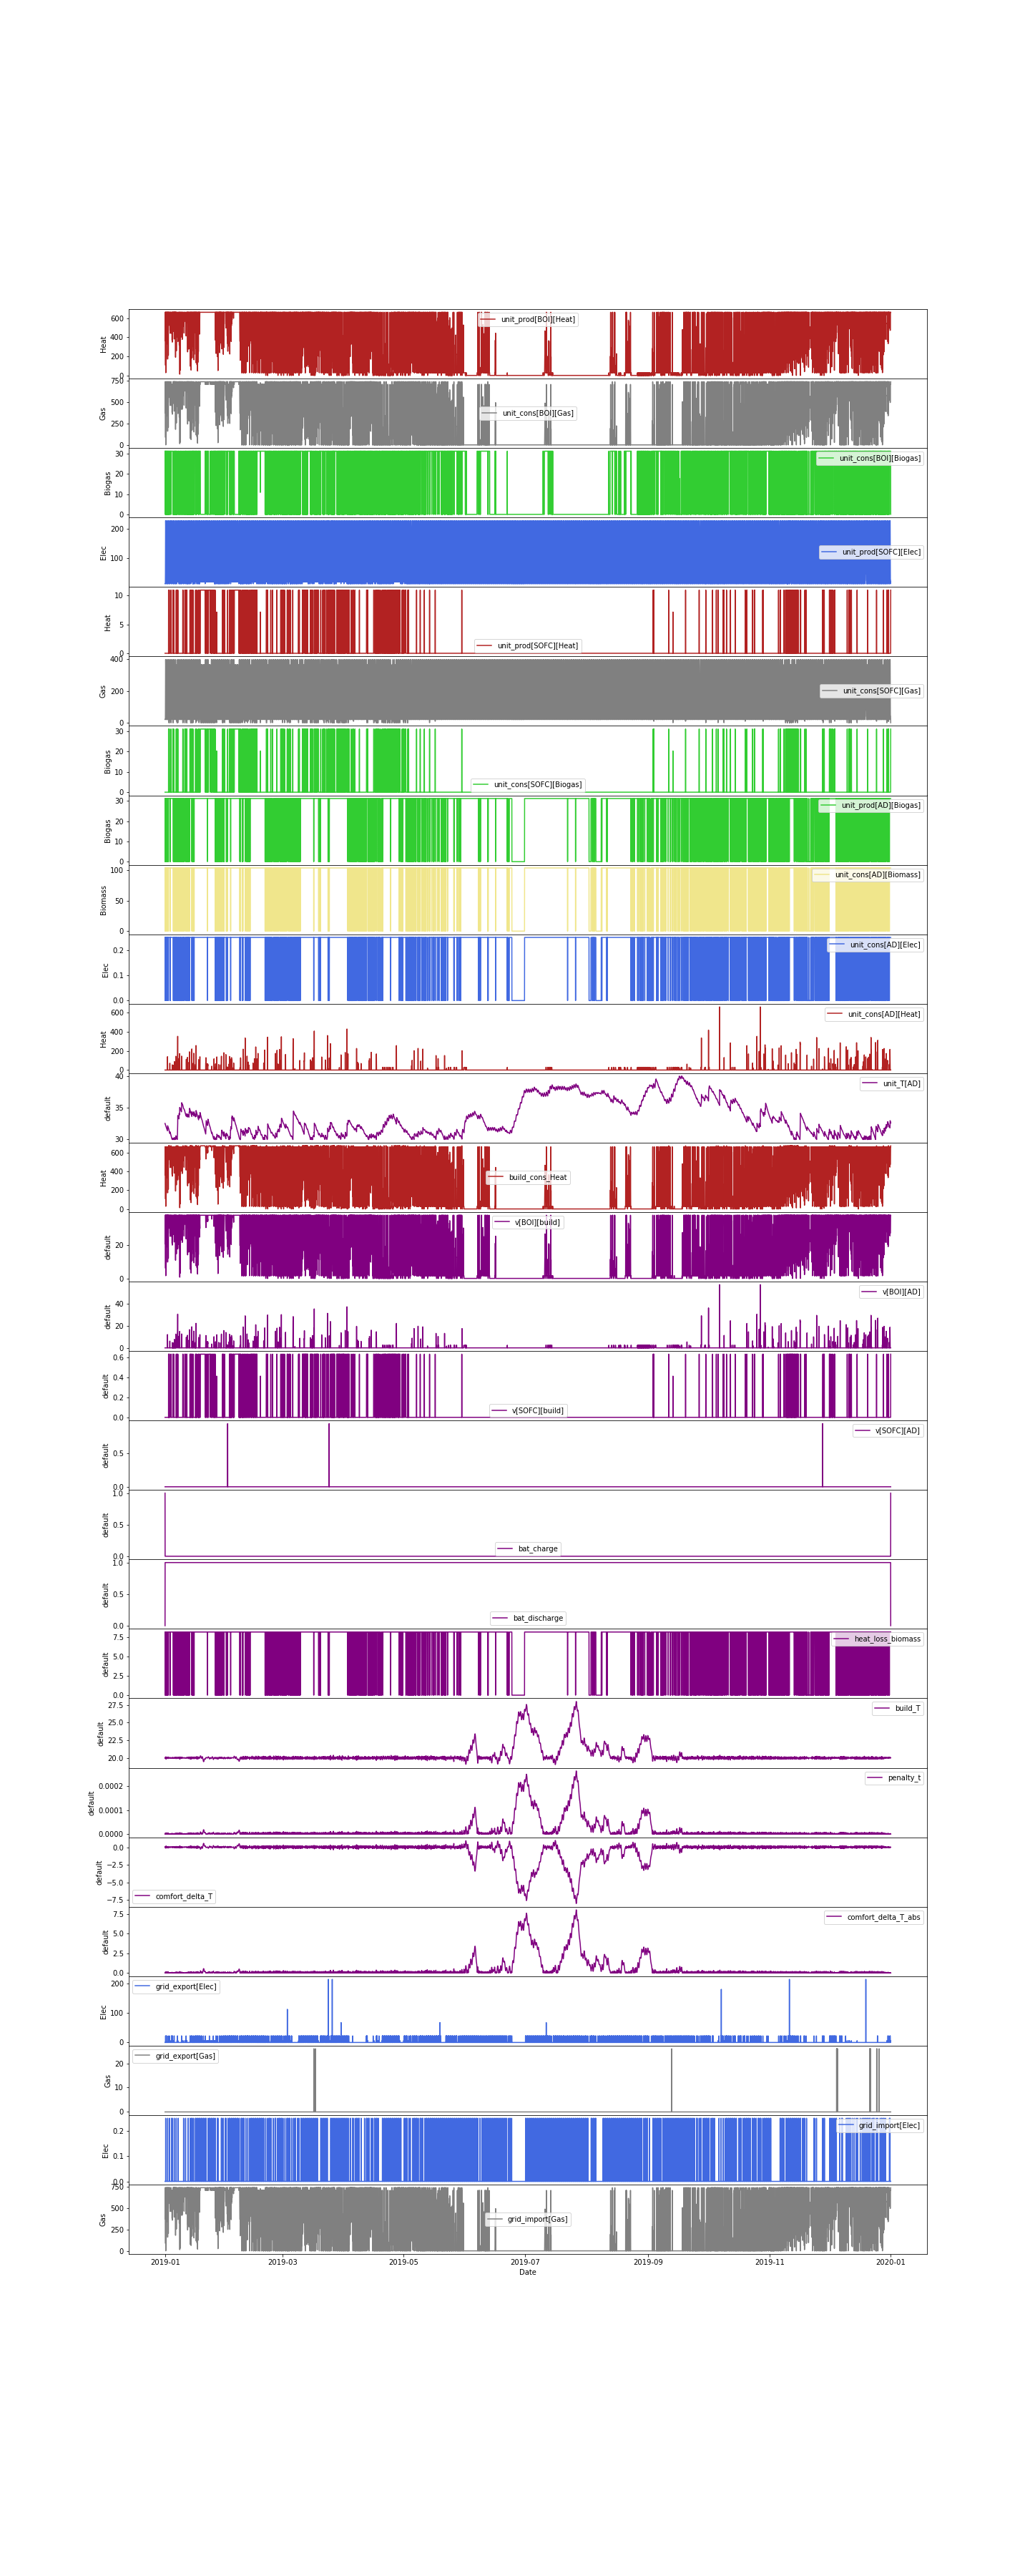 Heat
600
400
200
0
unit_prod[BOI][Heat]
Gas
750
500
250
0
unit_cons[BOI][Gas]
Biogas
30
20
10
0
unit_cons[BOI][Biogas]
Elec
200
100
unit_prod[SOFC][Elec]
Heat
10
5
0
unit_prod[SOFC][Heat]
Gas
400
200
0
unit_cons[SOFC][Gas]
Biogas
30
20
10
0
unit_cons[SOFC][Biogas]
Biogas
30
20
10
0
unit_prod[AD][Biogas]
Biomass
100
50
0
unit_cons[AD][Biomass]
Elec
0.2
0.1
0.0
unit_cons[AD][Elec]
Heat
600
400
200
0
unit_cons[AD][Heat]
default
40
35
30
unit_T[AD]
Heat
600
400
200
0
build_cons_Heat
default
20
0
v[BOI][build]
default
40
20
0
v[BOI][AD]
default
0.6
0.4
0.2
0.0
v[SOFC][build]
default
0.5
0.0
v[SOFC][AD]
default
1.0
0.5
0.0
bat_charge
default
1.0
0.5
0.0
bat_discharge
default
7.5
5.0
2.5
0.0
heat_loss_biomass
default
27.5
25.0
22.5
20.0
build_T
default
0.0002
0.0001
0.0000
penalty_t
default
0.0
−2.5
−5.0
−7.5
comfort_delta_T
default
7.5
5.0
2.5
0.0
comfort_delta_T_abs
Elec
200
100
0
grid_export[Elec]
Gas
20
10
0
grid_export[Gas]
Elec
0.2
0.1
0.0
grid_import[Elec]
Gas
750
500
250
0
grid_import[Gas]
2019-01 2019-03 2019-05 2019-07 2019-09 2019-11 2020-01
Date